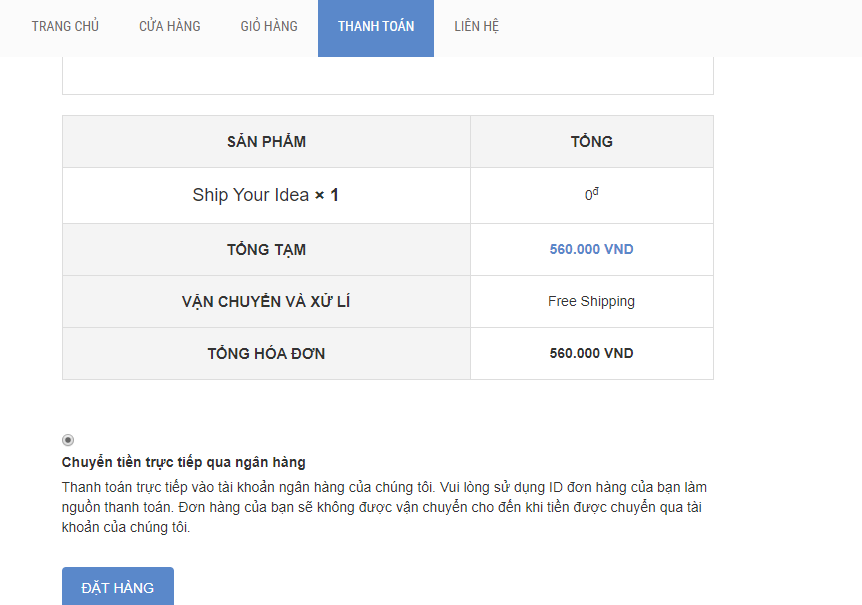 TRANG CHỦ CỬA HÀNG GIỎ HÀNG THANH TOÁN LIÊN HỆ
SẢN PHẨM TỔNG
Ship Your Idea × 1 0đ
TỔNG TẠM 560.000 VND
VẬN CHUYỂN VÀ XỬ LÍ Free Shipping
TỔNG HÓA ĐƠN 560.000 VND
Chuyển tiền trực tiếp qua ngân hàng
Thanh toán trực tiếp vào tài khoản ngân hàng của chúng tôi. Vui lòng sử dụng ID đơn hàng của bạn làm
nguồn thanh toán. Đơn hàng của bạn sẽ không được vận chuyển cho đến khi tiền được chuyển qua tài
khoản của chúng tôi.
ĐẶT HÀNG